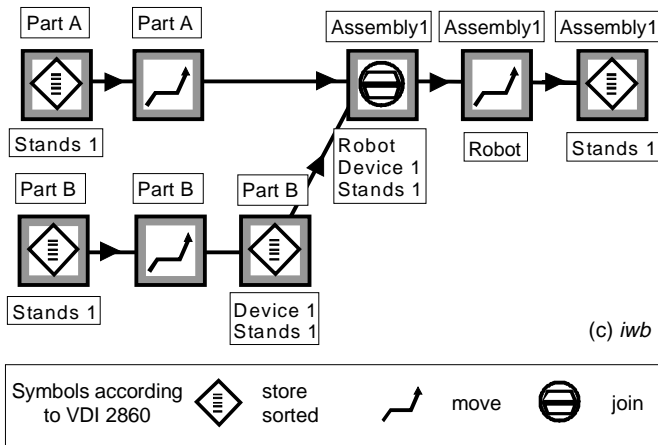 Part A
Part A
Assembly1
Assembly1
Assembly1
Stands 1
Robot
Device 1
Stands 1
Robot
Stands 1
Part B
Part B
Part B
Stands 1
Device 1
Stands 1
(c) iwb
Symbols according
to VDI 2860
store
sorted
move
join